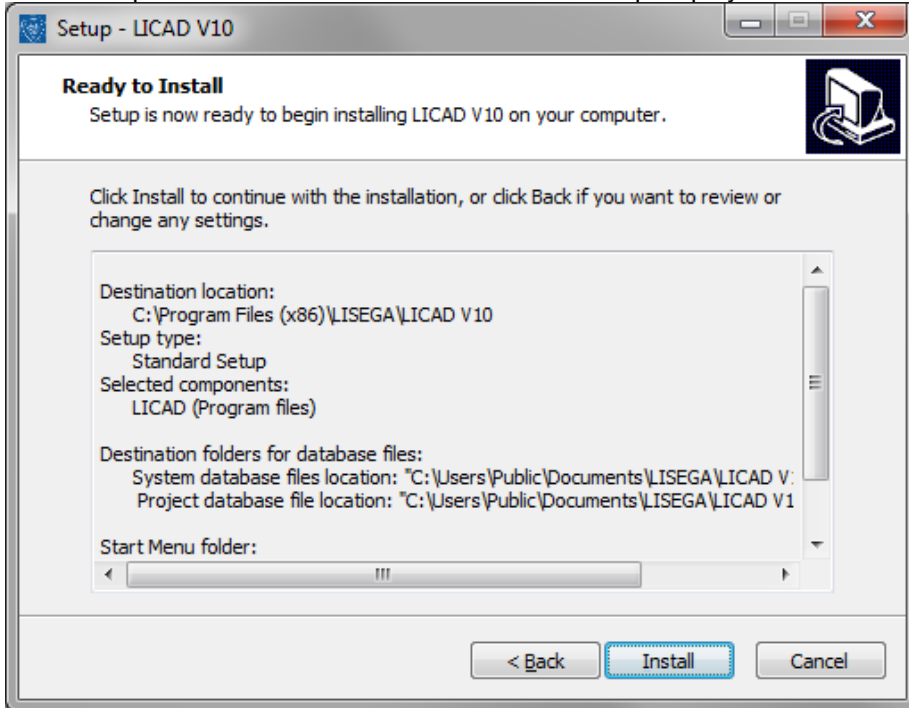 Setup - LICAD V10
Ready to Install
Setup is now ready to begin installing LICAD V10 on your computer.
Click Install to continue with the installation, or click Back if you want to review or
change any settings.
Destination location:
C:\Program Files (x86)\LISEGA\LICAD V10
Setup type:
Standard Setup
Selected components:
LICAD (Program files)
Destination folders for database files:
System database files location: "C:\Users\Public\Documents\LISEGA\LICAD V
Project database file location: "C:\Users\Public\Documents\LISEGA\LICAD V1
Start Menu folder:
< Back
Install
Cancel